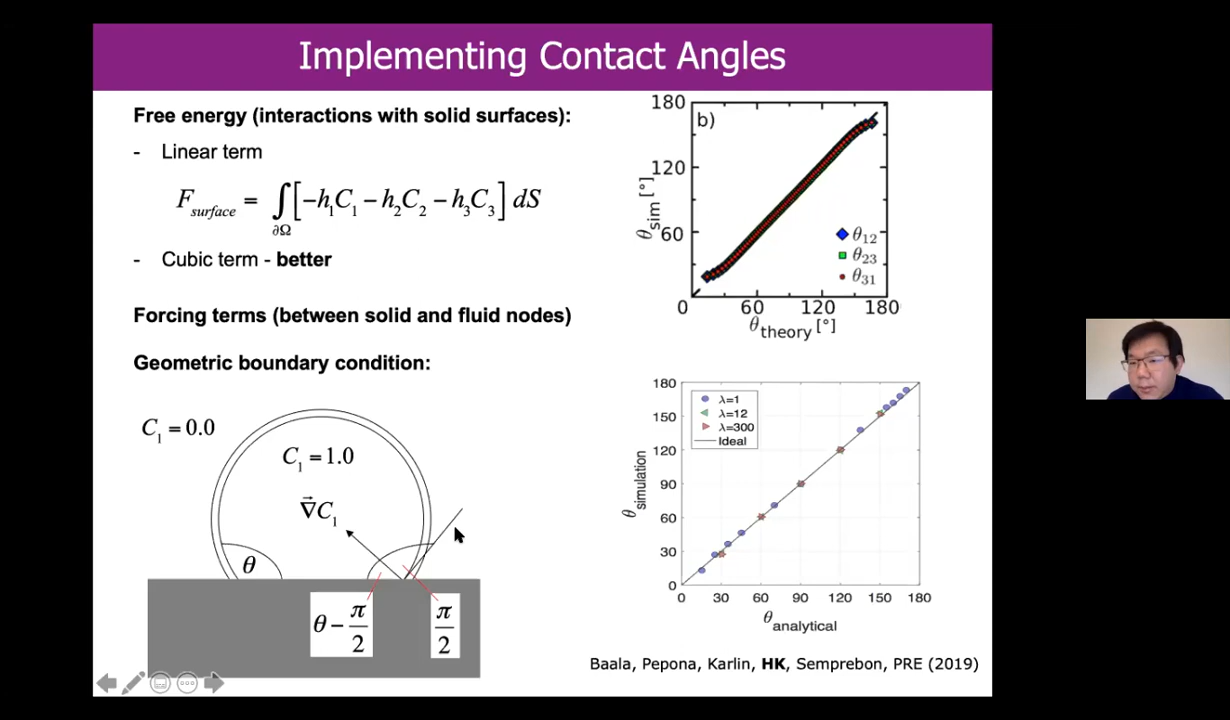 Implementing Contact Angles
Free energy (interactions with solid surfaces):
- Linear term
F_surface = ∫_∂Ω [−h₁C₁ − h₂C₂ − h₃C₃] dS
- Cubic term - better
Forcing terms (between solid and fluid nodes)
Geometric boundary condition:
C₁ = 0.0
C₁ = 1.0
∇⃗C₁
θ
θ − π/2
π/2
b)
180
120
60
0
60
120
180
θ_sim [°]
θ_theory [°]
θ₁₂
θ₂₃
θ₃₁
180
150
120
90
60
30
0
0
30
60
90
120
150
180
θ_simulation
θ_analytical
λ=1
λ=12
λ=300
Ideal
Baala, Pepona, Karlin, HK, Semprebon, PRE (2019)